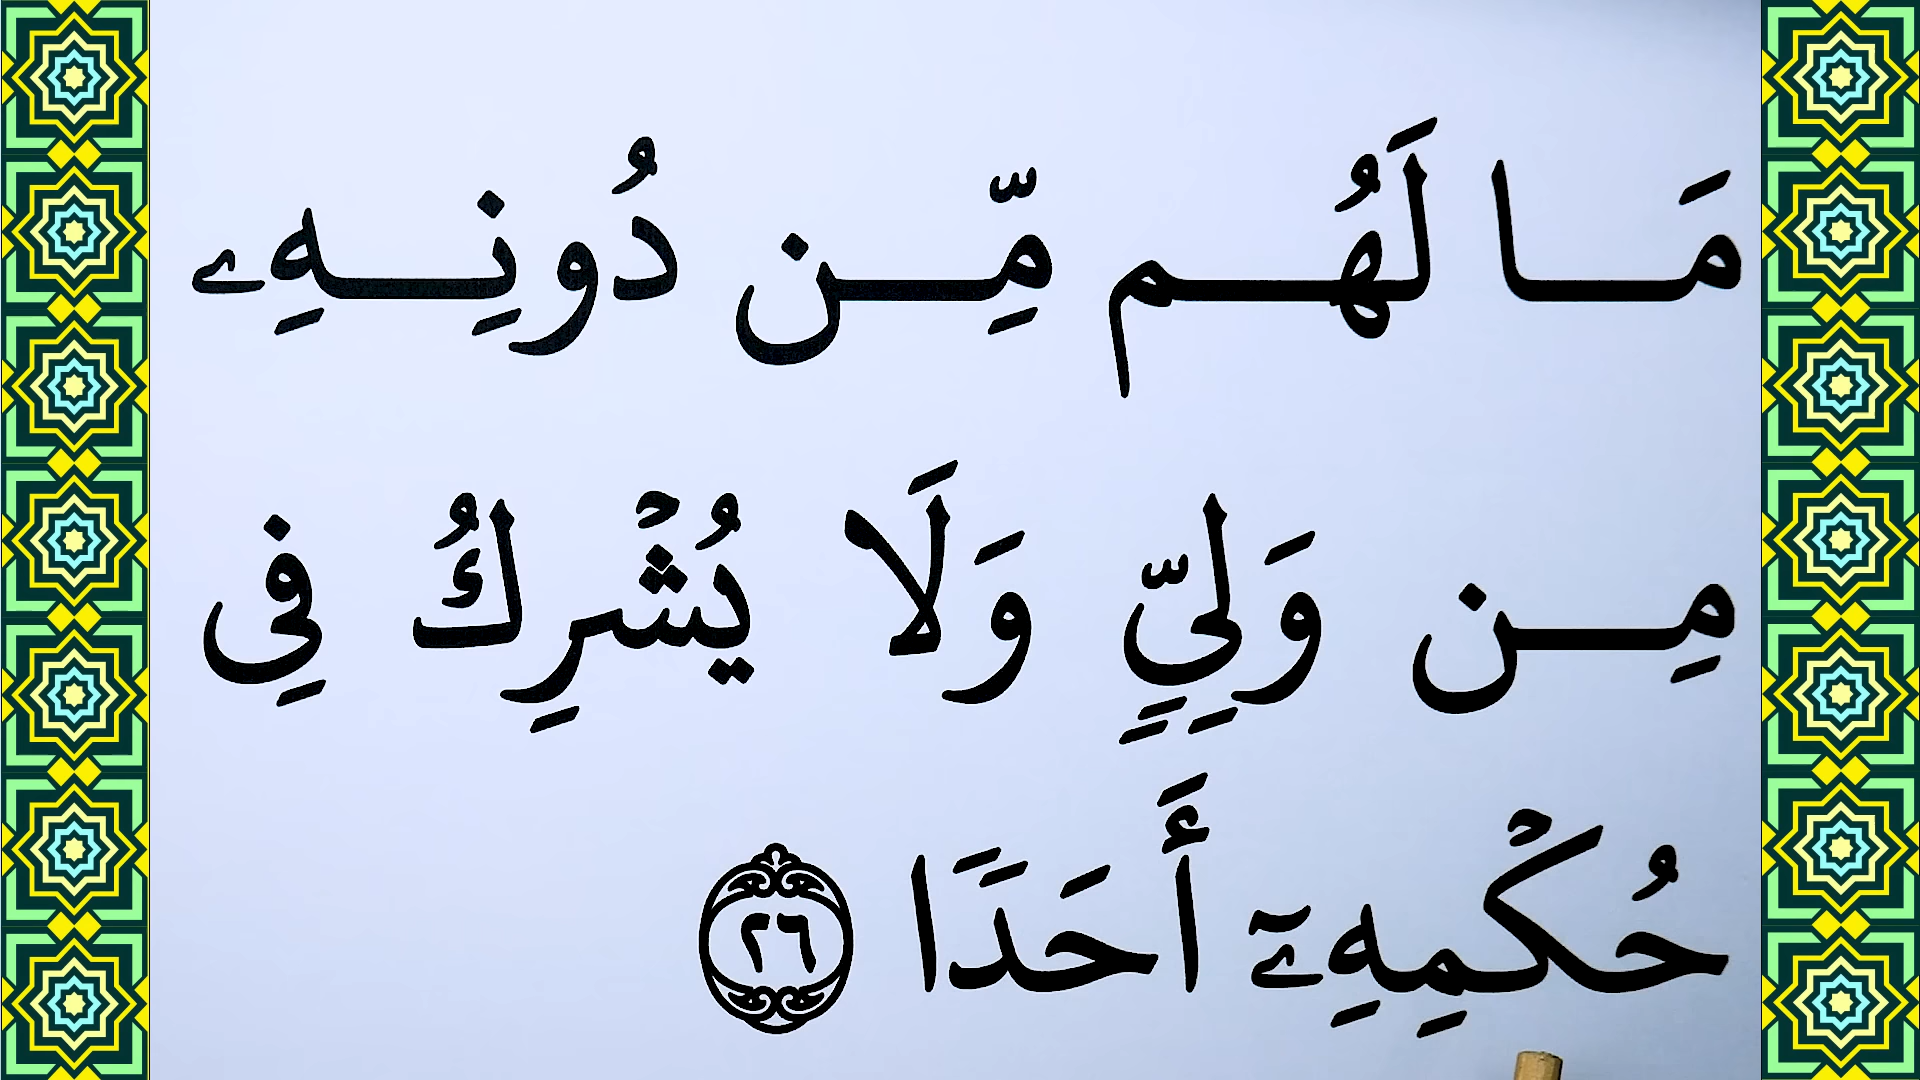 مَا لَهُم مِّن دُونِهِۦ
مِن وَلِيٍّ وَلَا يُشْرِكُ فِى
حُكْمِهِۦٓ أَحَدًا ٢٦